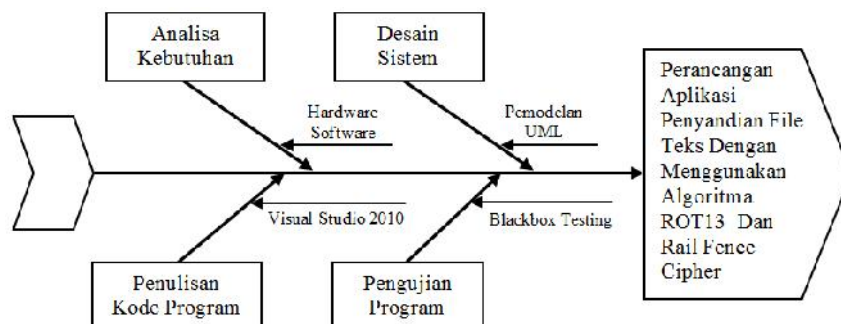 Analisa
Kebutuhan
Desain
Sistem
Hardware
Software
Pemodelan
UML
Visual Studio 2010
Blackbox Testing
Penulisan
Kode Program
Pengujian
Program
Perancangan
Aplikasi
Penyandian File
Teks Dengan
Menggunakan
Algoritma
ROT13 Dan
Rail Fence
Cipher